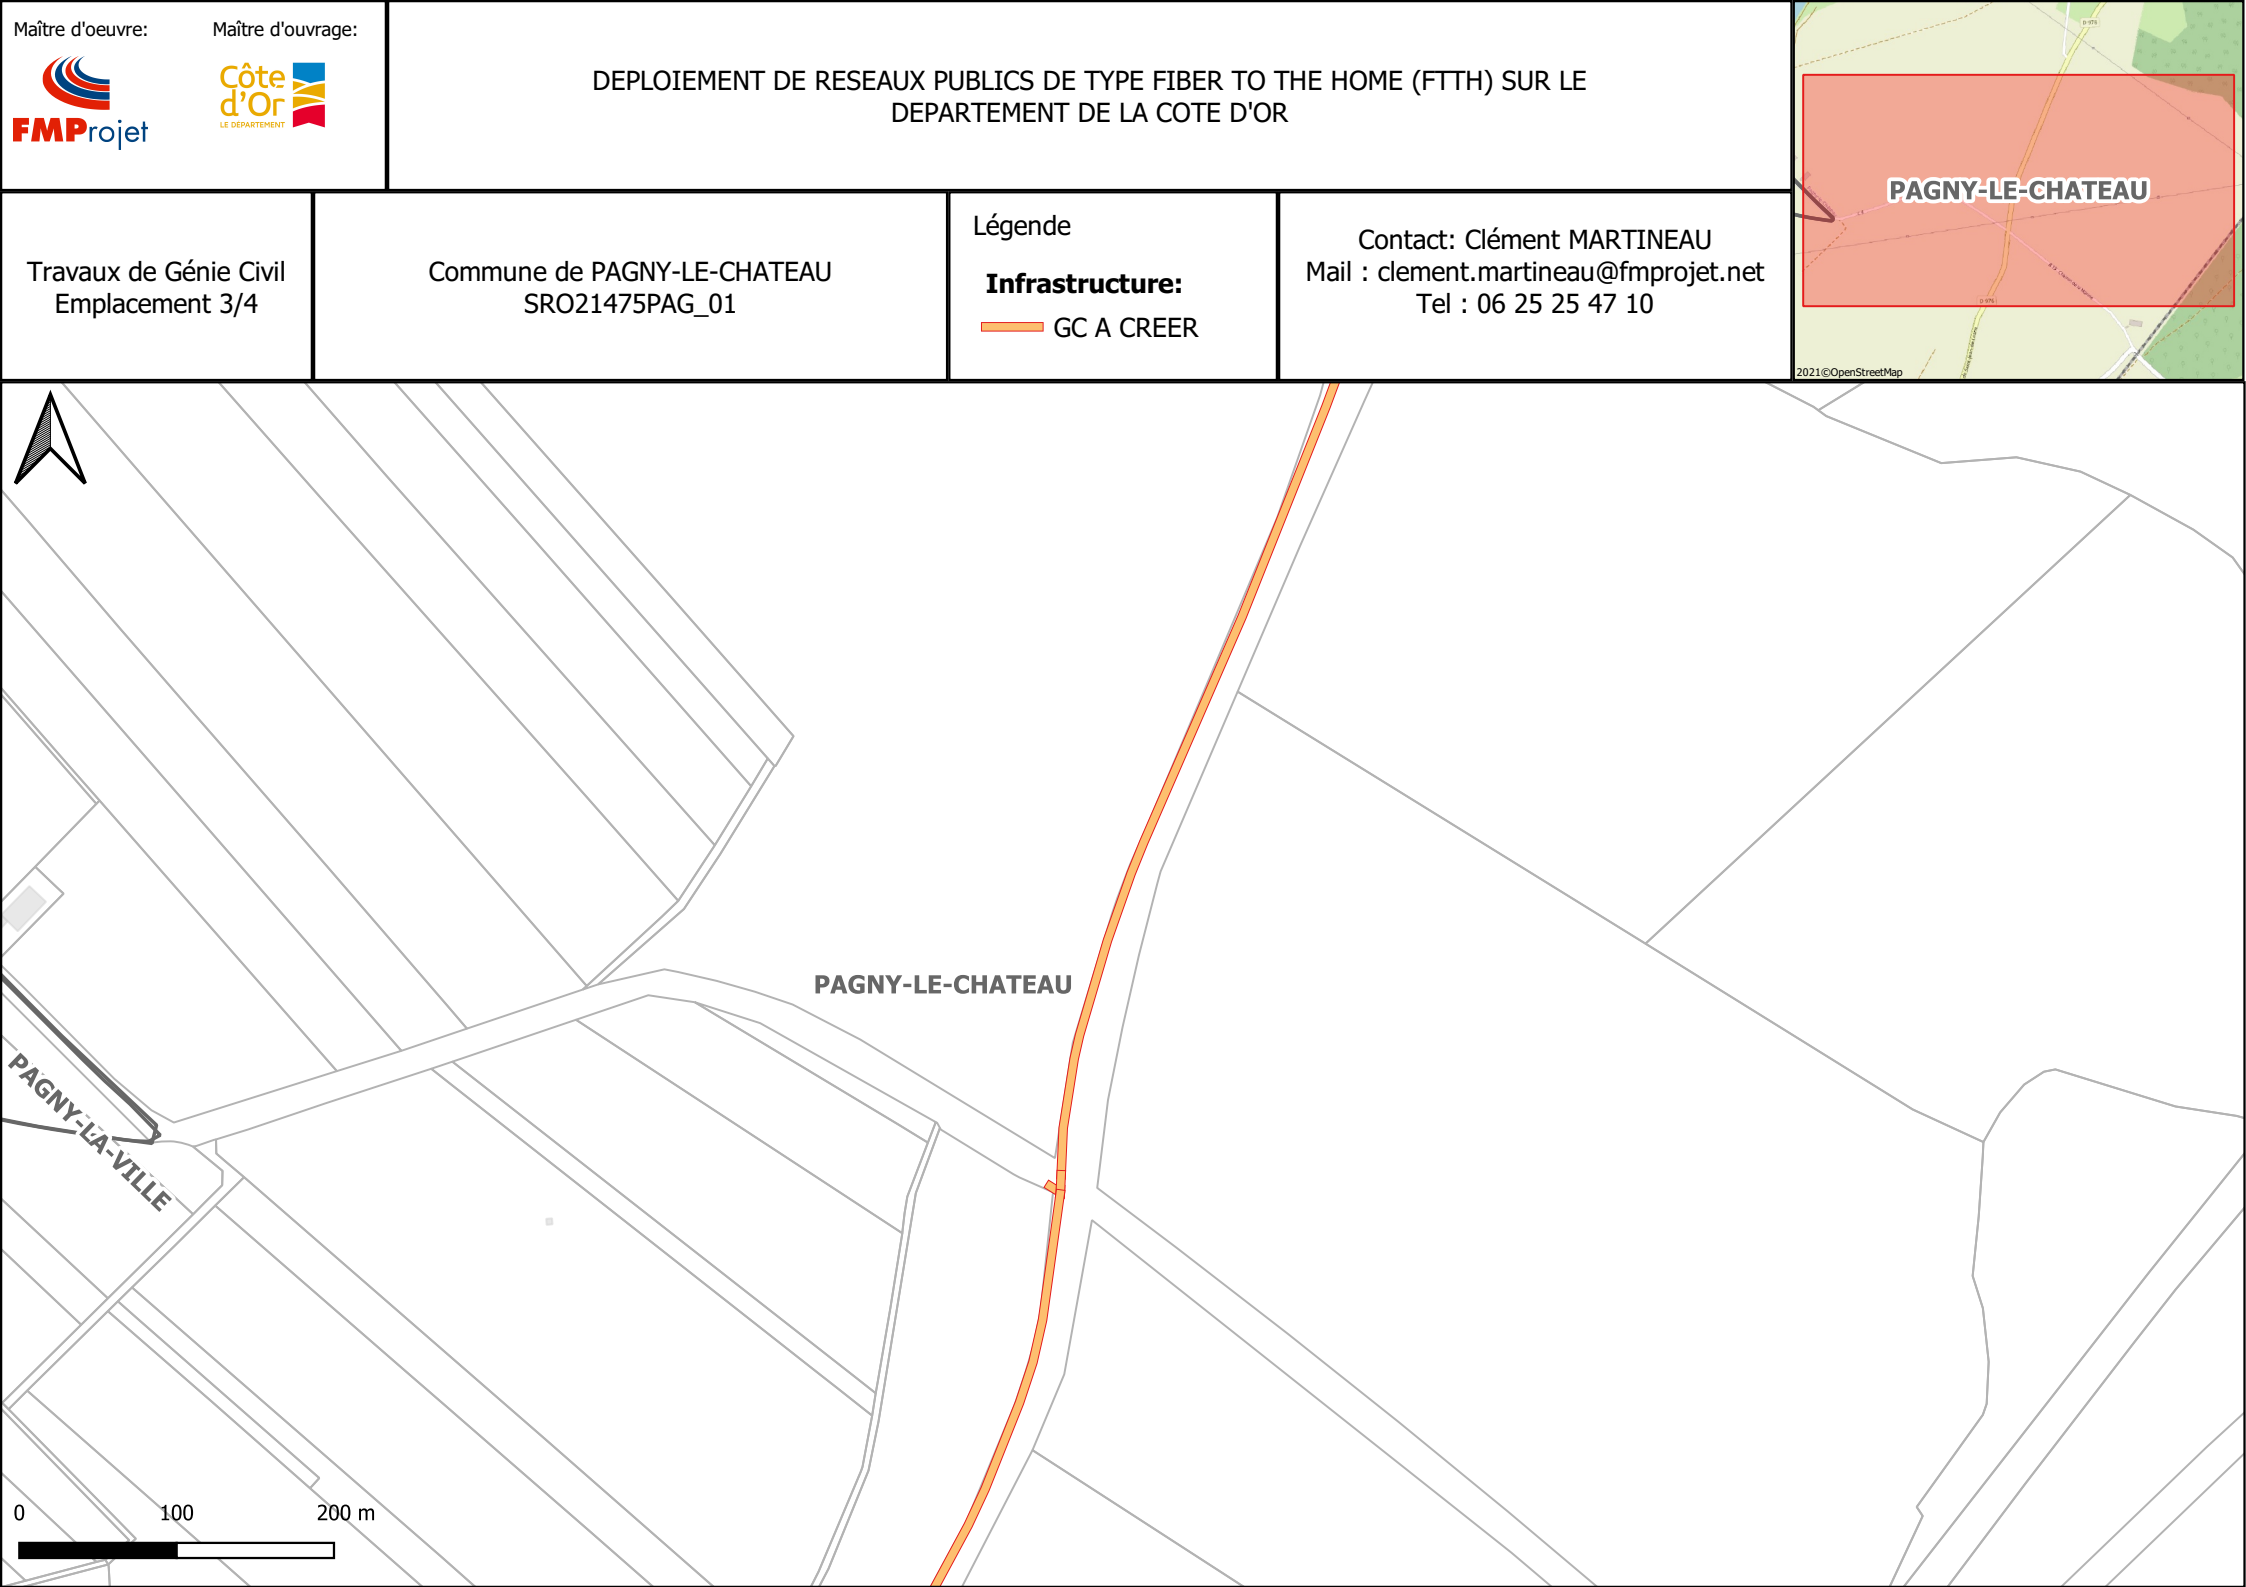 Maître d'oeuvre:
Maître d'ouvrage:
FMProjet
Côte
d'Or
LE DÉPARTEMENT
DEPLOIEMENT DE RESEAUX PUBLICS DE TYPE FIBER TO THE HOME (FTTH) SUR LE
DEPARTEMENT DE LA COTE D'OR
Travaux de Génie Civil
Emplacement 3/4
Commune de PAGNY-LE-CHATEAU
SRO21475PAG_01
Légende
Infrastructure:
GC A CREER
Contact: Clément MARTINEAU
Mail : clement.martineau@fmprojet.net
Tel : 06 25 25 47 10
D 976
PAGNY-LE-CHATEAU
D 976
2021©OpenStreetMap
PAGNY-LE-CHATEAU
PAGNY-LA-VILLE
0 100 200 m